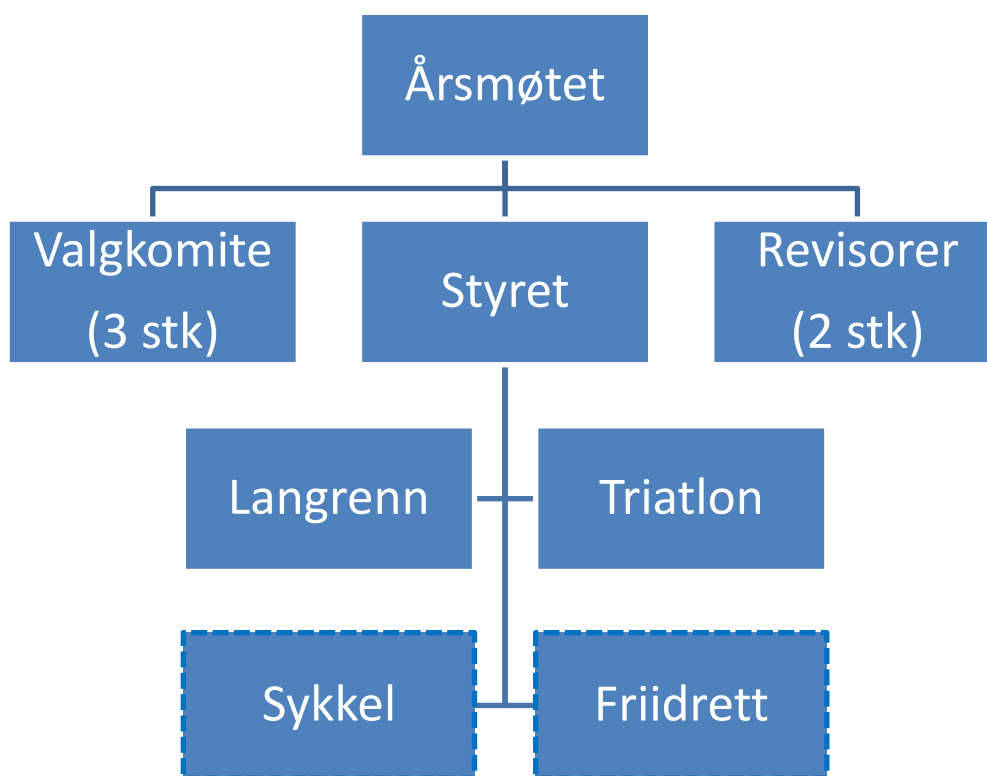 Årsmøtet
Valgkomite
(3 stk)
Styret
Revisorer
(2 stk)
Langrenn
Triatlon
Sykkel
Friidrett